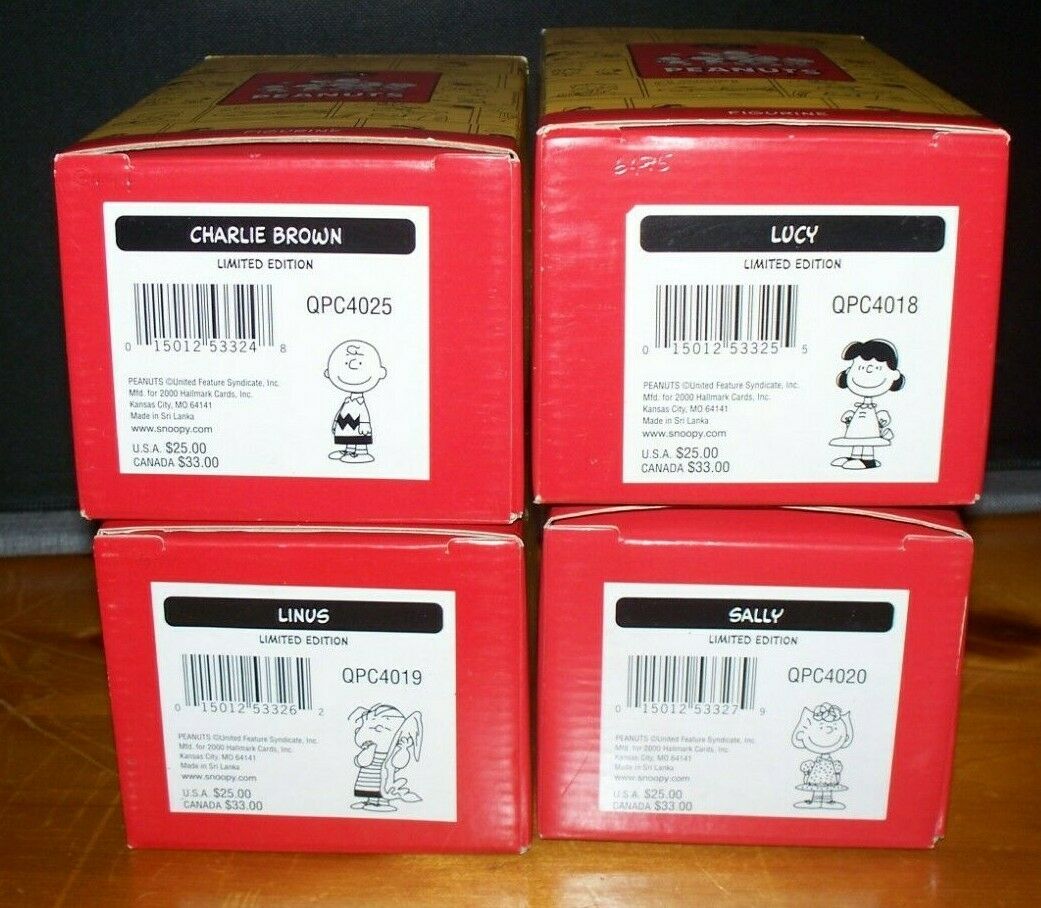 PEANUTS
FIGURINE
CHARLIE BROWN
LIMITED EDITION
QPC4025
0 15012 53324 8
PEANUTS ©United Feature Syndicate, Inc.
Mfd. for 2000 Hallmark Cards, Inc.
Kansas City, MO 64141
Made in Sri Lanka
www.snoopy.com
U.S.A. $25.00
CANADA $33.00
PEANUTS
FIGURINE
LUCY
LIMITED EDITION
QPC4018
0 15012 53325 5
PEANUTS ©United Feature Syndicate, Inc.
Mfd. for 2000 Hallmark Cards, Inc.
Kansas City, MO 64141
Made in Sri Lanka
www.snoopy.com
U.S.A. $25.00
CANADA $33.00
LINUS
LIMITED EDITION
QPC4019
0 15012 53326 2
PEANUTS ©United Feature Syndicate, Inc.
Mfd. for 2000 Hallmark Cards, Inc.
Kansas City, MO 64141
Made in Sri Lanka
www.snoopy.com
U.S.A. $25.00
CANADA $33.00
SALLY
LIMITED EDITION
QPC4020
0 15012 53327 9
PEANUTS ©United Feature Syndicate, Inc.
Mfd. for 2000 Hallmark Cards, Inc.
Kansas City, MO 64141
Made in Sri Lanka
www.snoopy.com
U.S.A. $25.00
CANADA $33.00